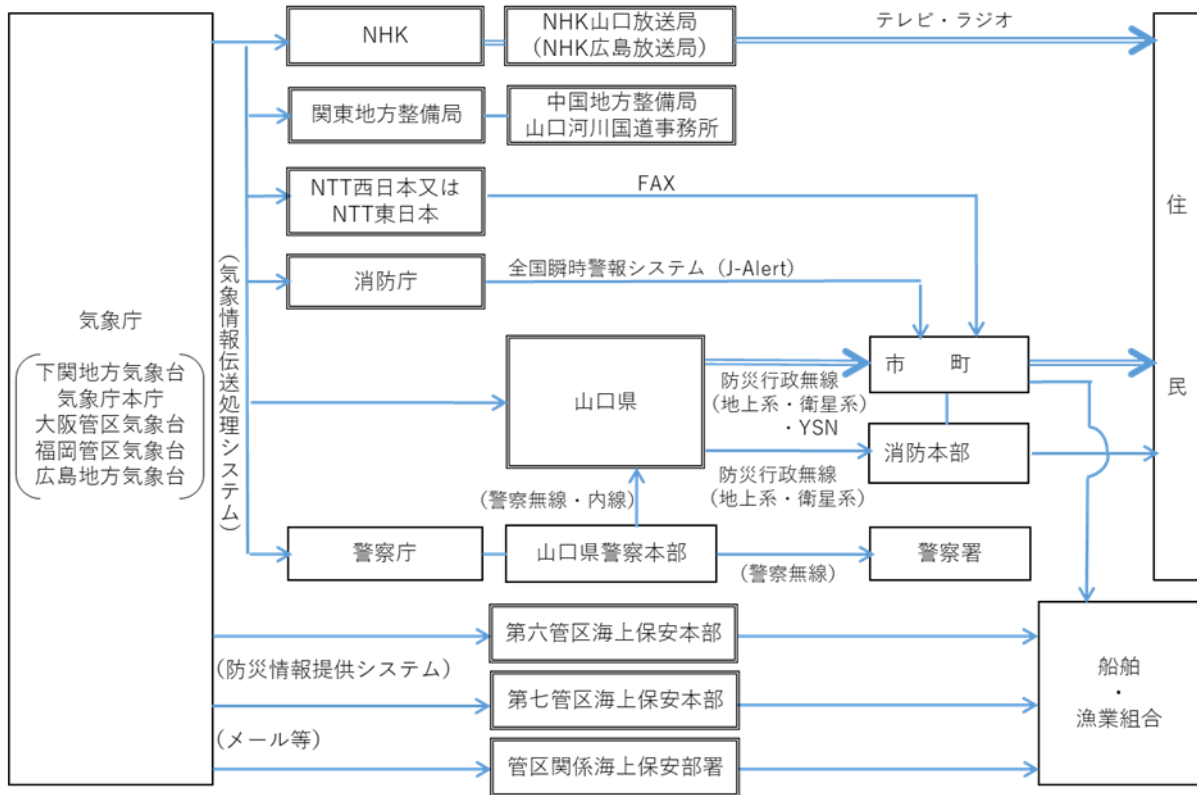 NHK
NHK山口放送局
(NHK広島放送局)
テレビ・ラジオ
関東地方整備局
中国地方整備局
山口河川国道事務所
NTT西日本又は
NTT東日本
FAX
住民
消防庁
全国瞬時警報システム（J-Alert）
(気象情報伝送処理システム)
気象庁
下関地方気象台
気象庁本庁
大阪管区気象台
福岡管区気象台
広島地方気象台
山口県
防災行政無線
(地上系・衛星系)
・YSN
市　町
防災行政無線
(地上系・衛星系)
消防本部
(警察無線・内線)
警察庁
山口県警察本部
(警察無線)
警察署
第六管区海上保安本部
(防災情報提供システム)
第七管区海上保安本部
(メール等)
管区関係海上保安部署
船舶
・
漁業組合